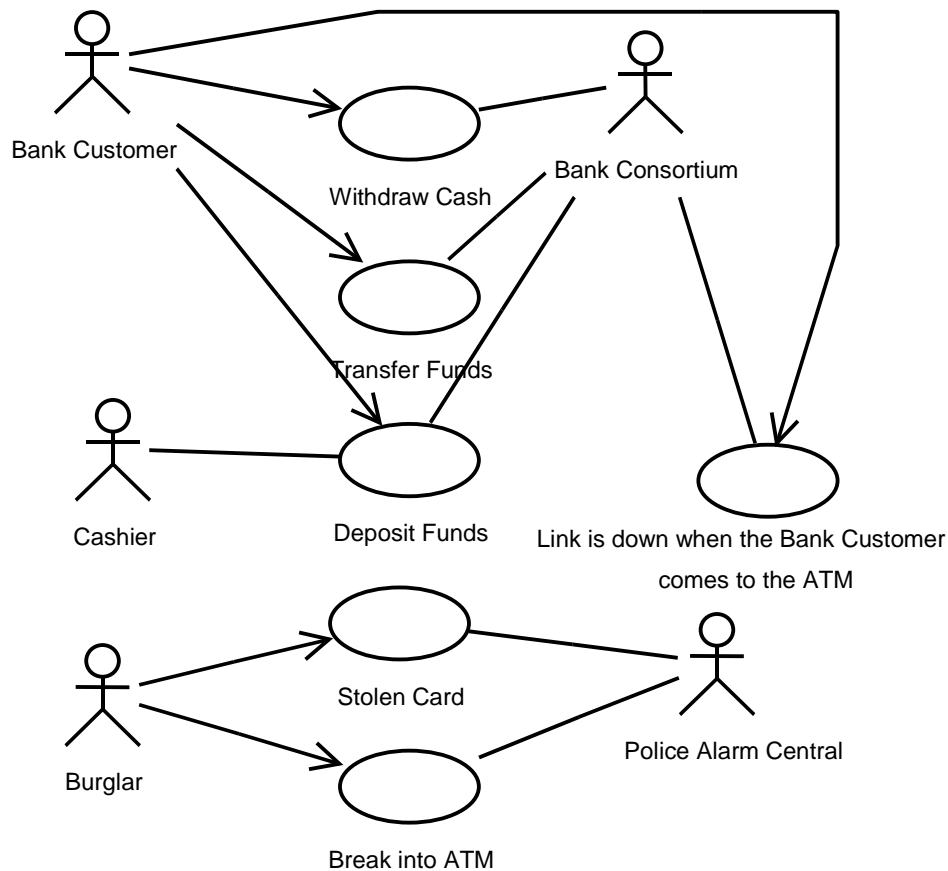 Bank Customer
Bank Consortium
Withdraw Cash
Transfer Funds
Cashier
Deposit Funds
Link is down when the Bank Customer
comes to the ATM
Stolen Card
Police Alarm Central
Burglar
Break into ATM